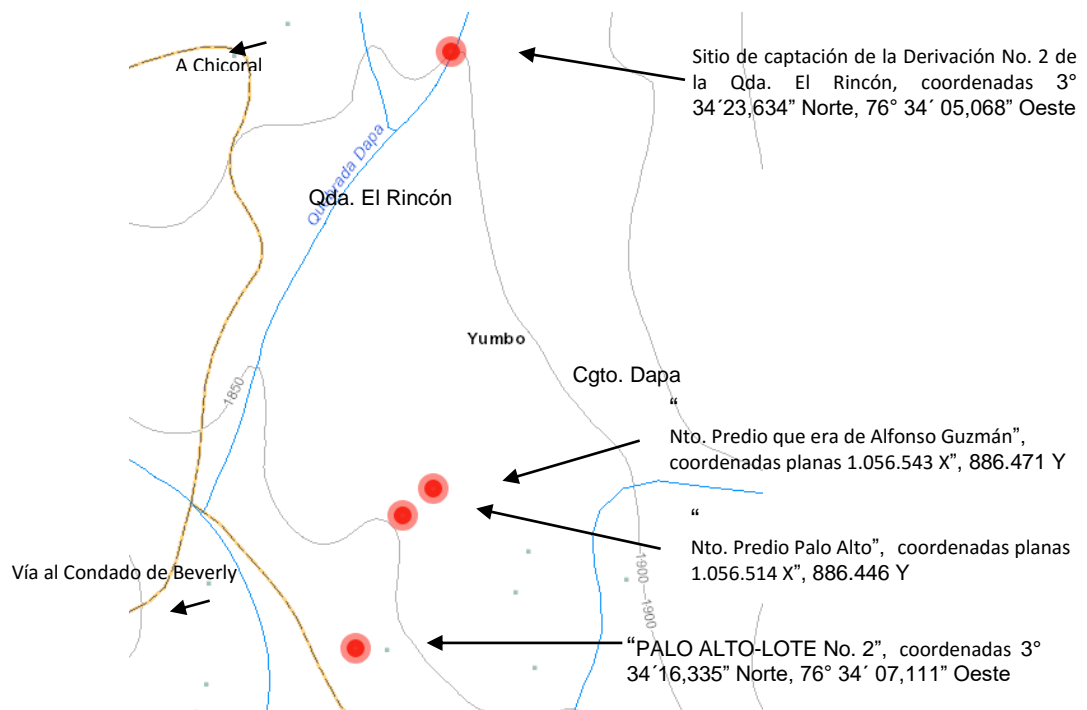 A Chicoral
Sitio de captación de la Derivación No. 2 de
la Qda. El Rincón, coordenadas 3°
34´23,634” Norte, 76° 34´ 05,068” Oeste
Quebrada Dapa
Qda. El Rincón
Yumbo
Cgto. Dapa
1850
“
Nto. Predio que era de Alfonso Guzmán”,
coordenadas planas 1.056.543 X”, 886.471 Y
“
Nto. Predio Palo Alto”, coordenadas planas
1.056.514 X”, 886.446 Y
Vía al Condado de Beverly
1900
1900
“PALO ALTO-LOTE No. 2”, coordenadas 3°
34´16,335” Norte, 76° 34´ 07,111” Oeste